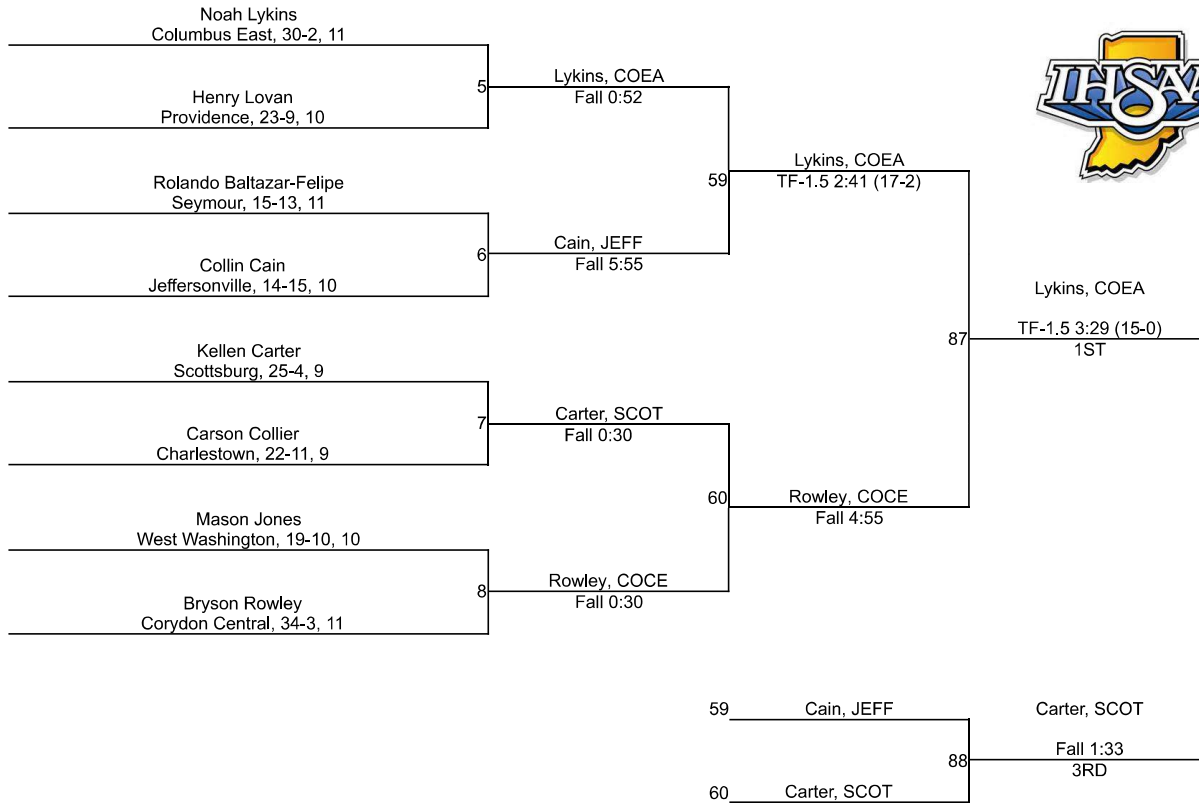 Noah Lykins
Columbus East, 30-2, 11
Henry Lovan
Providence, 23-9, 10
5
Lykins, COEA
Fall 0:52
Rolando Baltazar-Felipe
Seymour, 15-13, 11
Collin Cain
Jeffersonville, 14-15, 10
6
Cain, JEFF
Fall 5:55
59
Lykins, COEA
TF-1.5 2:41 (17-2)
Kellen Carter
Scottsburg, 25-4, 9
Carson Collier
Charlestown, 22-11, 9
7
Carter, SCOT
Fall 0:30
Mason Jones
West Washington, 19-10, 10
Bryson Rowley
Corydon Central, 34-3, 11
8
Rowley, COCE
Fall 0:30
60
Rowley, COCE
Fall 4:55
87
Lykins, COEA
TF-1.5 3:29 (15-0)
1ST
IHSAA
59
Cain, JEFF
60
Carter, SCOT
88
Carter, SCOT
Fall 1:33
3RD